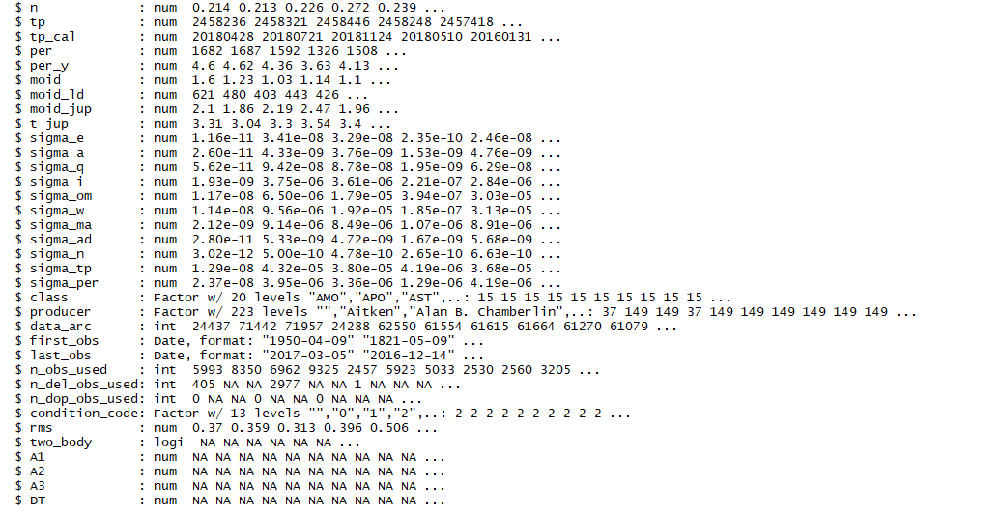 $ n              : num  0.214 0.213 0.226 0.272 0.239 ...
$ tp             : num  2458236 2458321 2458446 2458248 2457418 ...
$ tp_cal         : num  20180428 20180721 20181124 20180510 20160131 ...
$ per            : num  1682 1687 1592 1326 1508 ...
$ per_y          : num  4.6 4.62 4.36 3.63 4.13 ...
$ moid           : num  1.6 1.23 1.03 1.14 1.1 ...
$ moid_ld        : num  621 480 403 443 426 ...
$ moid_jup       : num  2.1 1.86 2.19 2.47 1.96 ...
$ t_jup          : num  3.31 3.04 3.3 3.54 3.4 ...
$ sigma_e        : num  1.16e-11 3.41e-08 3.29e-08 2.35e-10 2.46e-08 ...
$ sigma_a        : num  2.60e-11 4.33e-09 3.76e-09 1.53e-09 4.76e-09 ...
$ sigma_q        : num  5.62e-11 9.42e-08 8.78e-08 1.95e-09 6.29e-08 ...
$ sigma_i        : num  1.93e-09 3.75e-06 3.61e-06 2.21e-07 2.84e-06 ...
$ sigma_om       : num  1.17e-08 6.50e-06 1.79e-05 3.94e-07 3.03e-05 ...
$ sigma_w        : num  1.14e-08 9.56e-06 1.92e-05 1.85e-07 3.13e-05 ...
$ sigma_ma       : num  2.12e-09 9.14e-06 8.49e-06 1.07e-06 8.91e-06 ...
$ sigma_ad       : num  2.80e-11 5.33e-09 4.72e-09 1.67e-09 5.68e-09 ...
$ sigma_n        : num  3.02e-12 5.00e-10 4.78e-10 2.65e-10 6.63e-10 ...
$ sigma_tp       : num  1.29e-08 4.32e-05 3.80e-05 4.19e-06 3.68e-05 ...
$ sigma_per      : num  2.37e-08 3.95e-06 3.36e-06 1.29e-06 4.19e-06 ...
$ class          : Factor w/ 20 levels "AMO","APO","AST",..: 15 15 15 15 15 15 15 15 15 15 ...
$ producer       : Factor w/ 223 levels "","Aitken","Alan B. Chamberlin",..: 37 149 149 37 149 149 149 149 149 149 ...
$ data_arc       : int  24437 71442 71957 24288 62550 61554 61615 61664 61270 61079 ...
$ first_obs      : Date, format: "1950-04-09" "1821-05-09" ...
$ last_obs       : Date, format: "2017-03-05" "2016-12-14" ...
$ n_obs_used     : int  5993 8350 6962 9325 2457 5923 5033 2530 2560 3205 ...
$ n_del_obs_used: int  405 NA NA 2977 NA NA 1 NA NA NA ...
$ n_dop_obs_used: int  0 NA NA 0 NA NA 0 NA NA NA ...
$ condition_code: Factor w/ 13 levels "","0","1","2",..: 2 2 2 2 2 2 2 2 2 2 ...
$ rms            : num  0.37 0.359 0.313 0.396 0.506 ...
$ two_body       : logi  NA NA NA NA NA NA ...
$ A1             : num  NA NA NA NA NA NA NA NA NA NA ...
$ A2             : num  NA NA NA NA NA NA NA NA NA NA ...
$ A3             : num  NA NA NA NA NA NA NA NA NA NA ...
$ DT             : num  NA NA NA NA NA NA NA NA NA NA ...